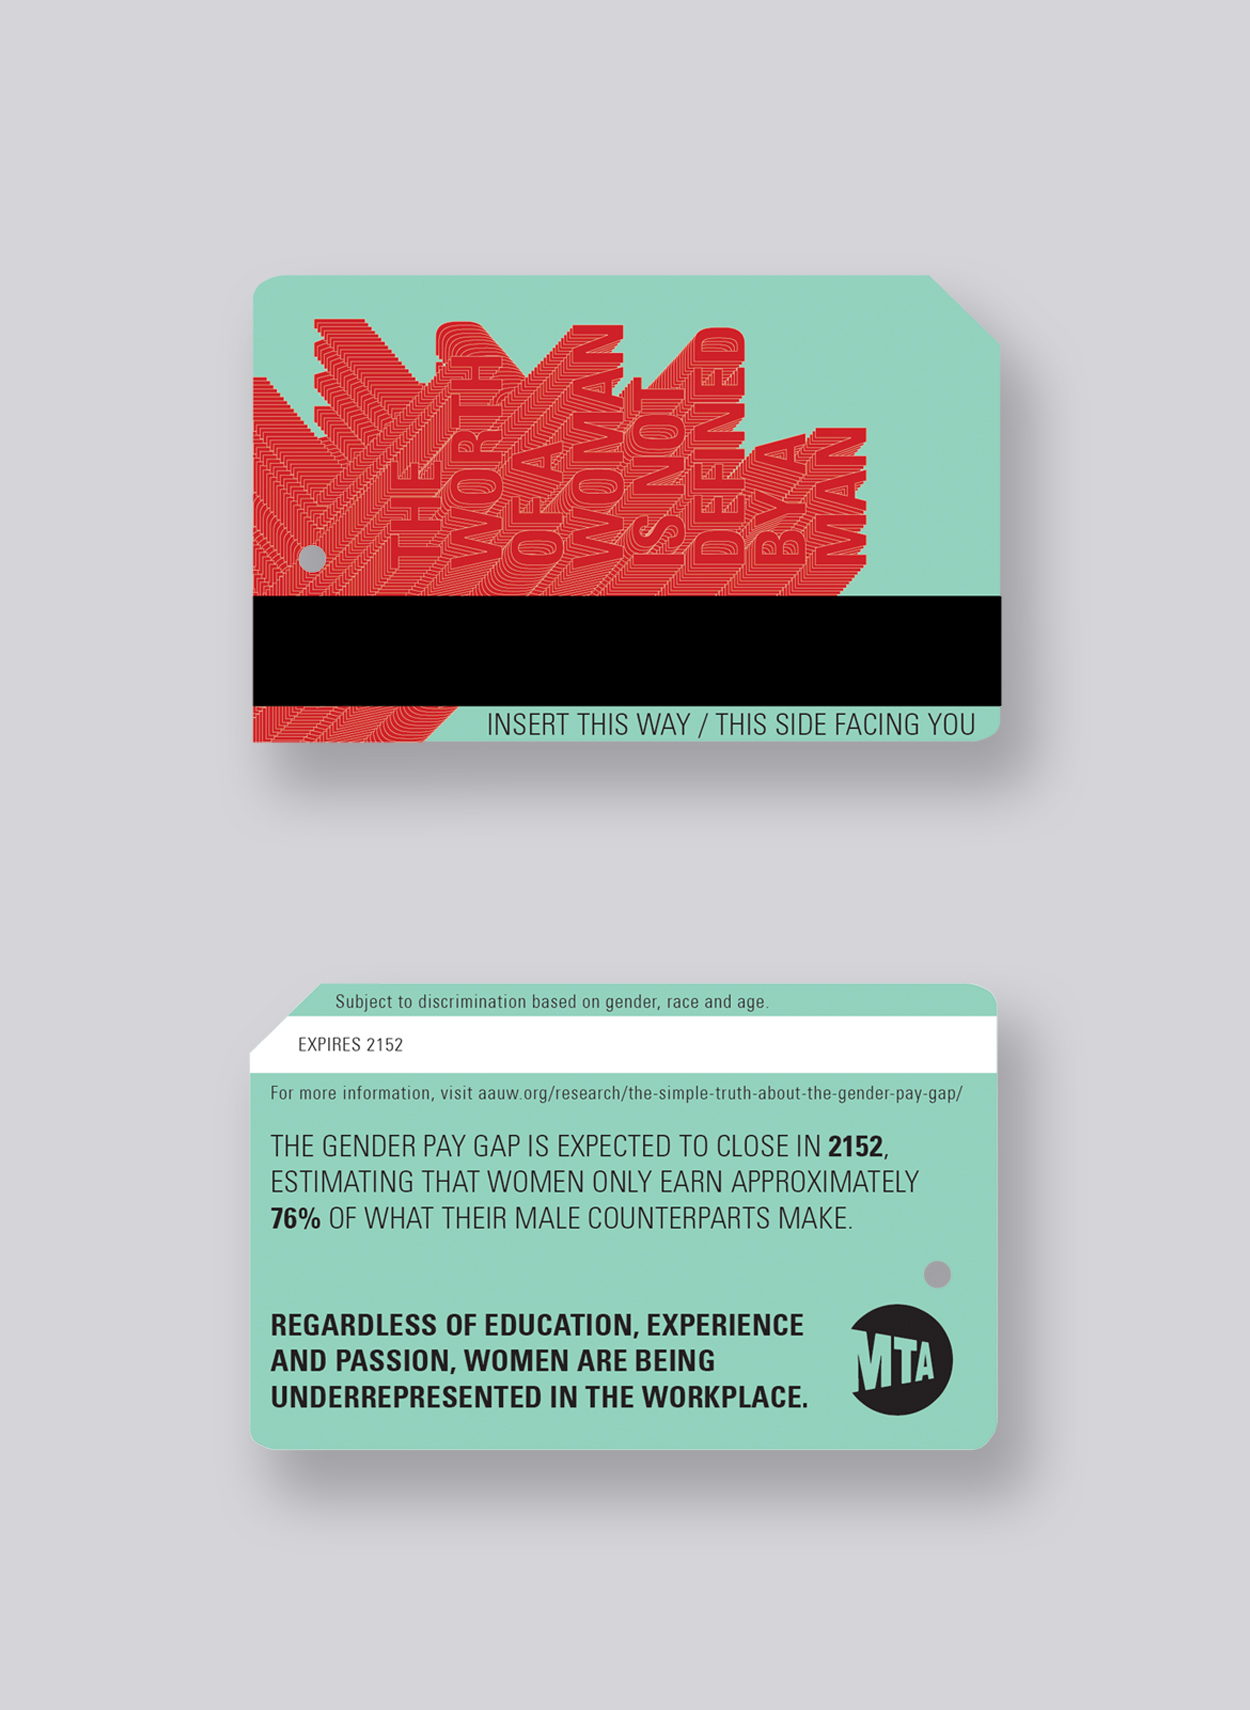 THE
WORTH
OF A
WOMAN
IS NOT
DEFINED
BY A
MAN
INSERT THIS WAY / THIS SIDE FACING YOU
Subject to discrimination based on gender, race and age.
EXPIRES 2152
For more information, visit aauw.org/research/the-simple-truth-about-the-gender-pay-gap/
THE GENDER PAY GAP IS EXPECTED TO CLOSE IN 2152,
ESTIMATING THAT WOMEN ONLY EARN APPROXIMATELY
76% OF WHAT THEIR MALE COUNTERPARTS MAKE.
REGARDLESS OF EDUCATION, EXPERIENCE
AND PASSION, WOMEN ARE BEING
UNDERREPRESENTED IN THE WORKPLACE.
MTA